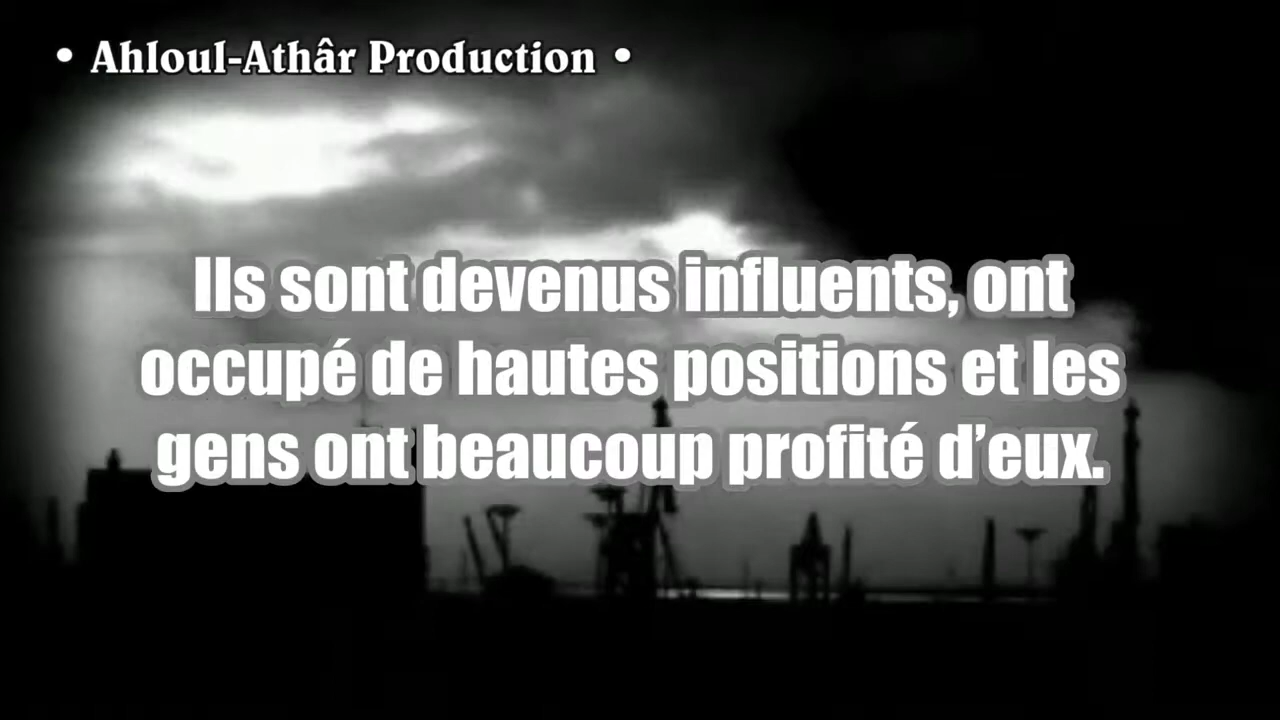 • Ahloul-Athâr Production •
Ils sont devenus influents, ont
occupé de hautes positions et les
gens ont beaucoup profité d’eux.